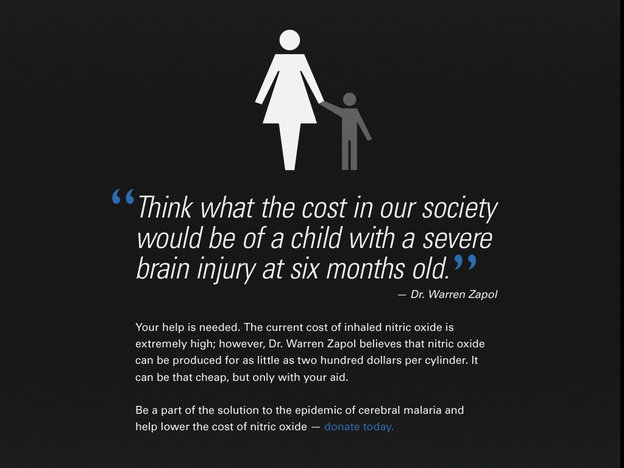 “Think what the cost in our society
would be of a child with a severe
brain injury at six months old.”
— Dr. Warren Zapol
Your help is needed. The current cost of inhaled nitric oxide is
extremely high; however, Dr. Warren Zapol believes that nitric oxide
can be produced for as little as two hundred dollars per cylinder. It
can be that cheap, but only with your aid.
Be a part of the solution to the epidemic of cerebral malaria and
help lower the cost of nitric oxide — donate today.